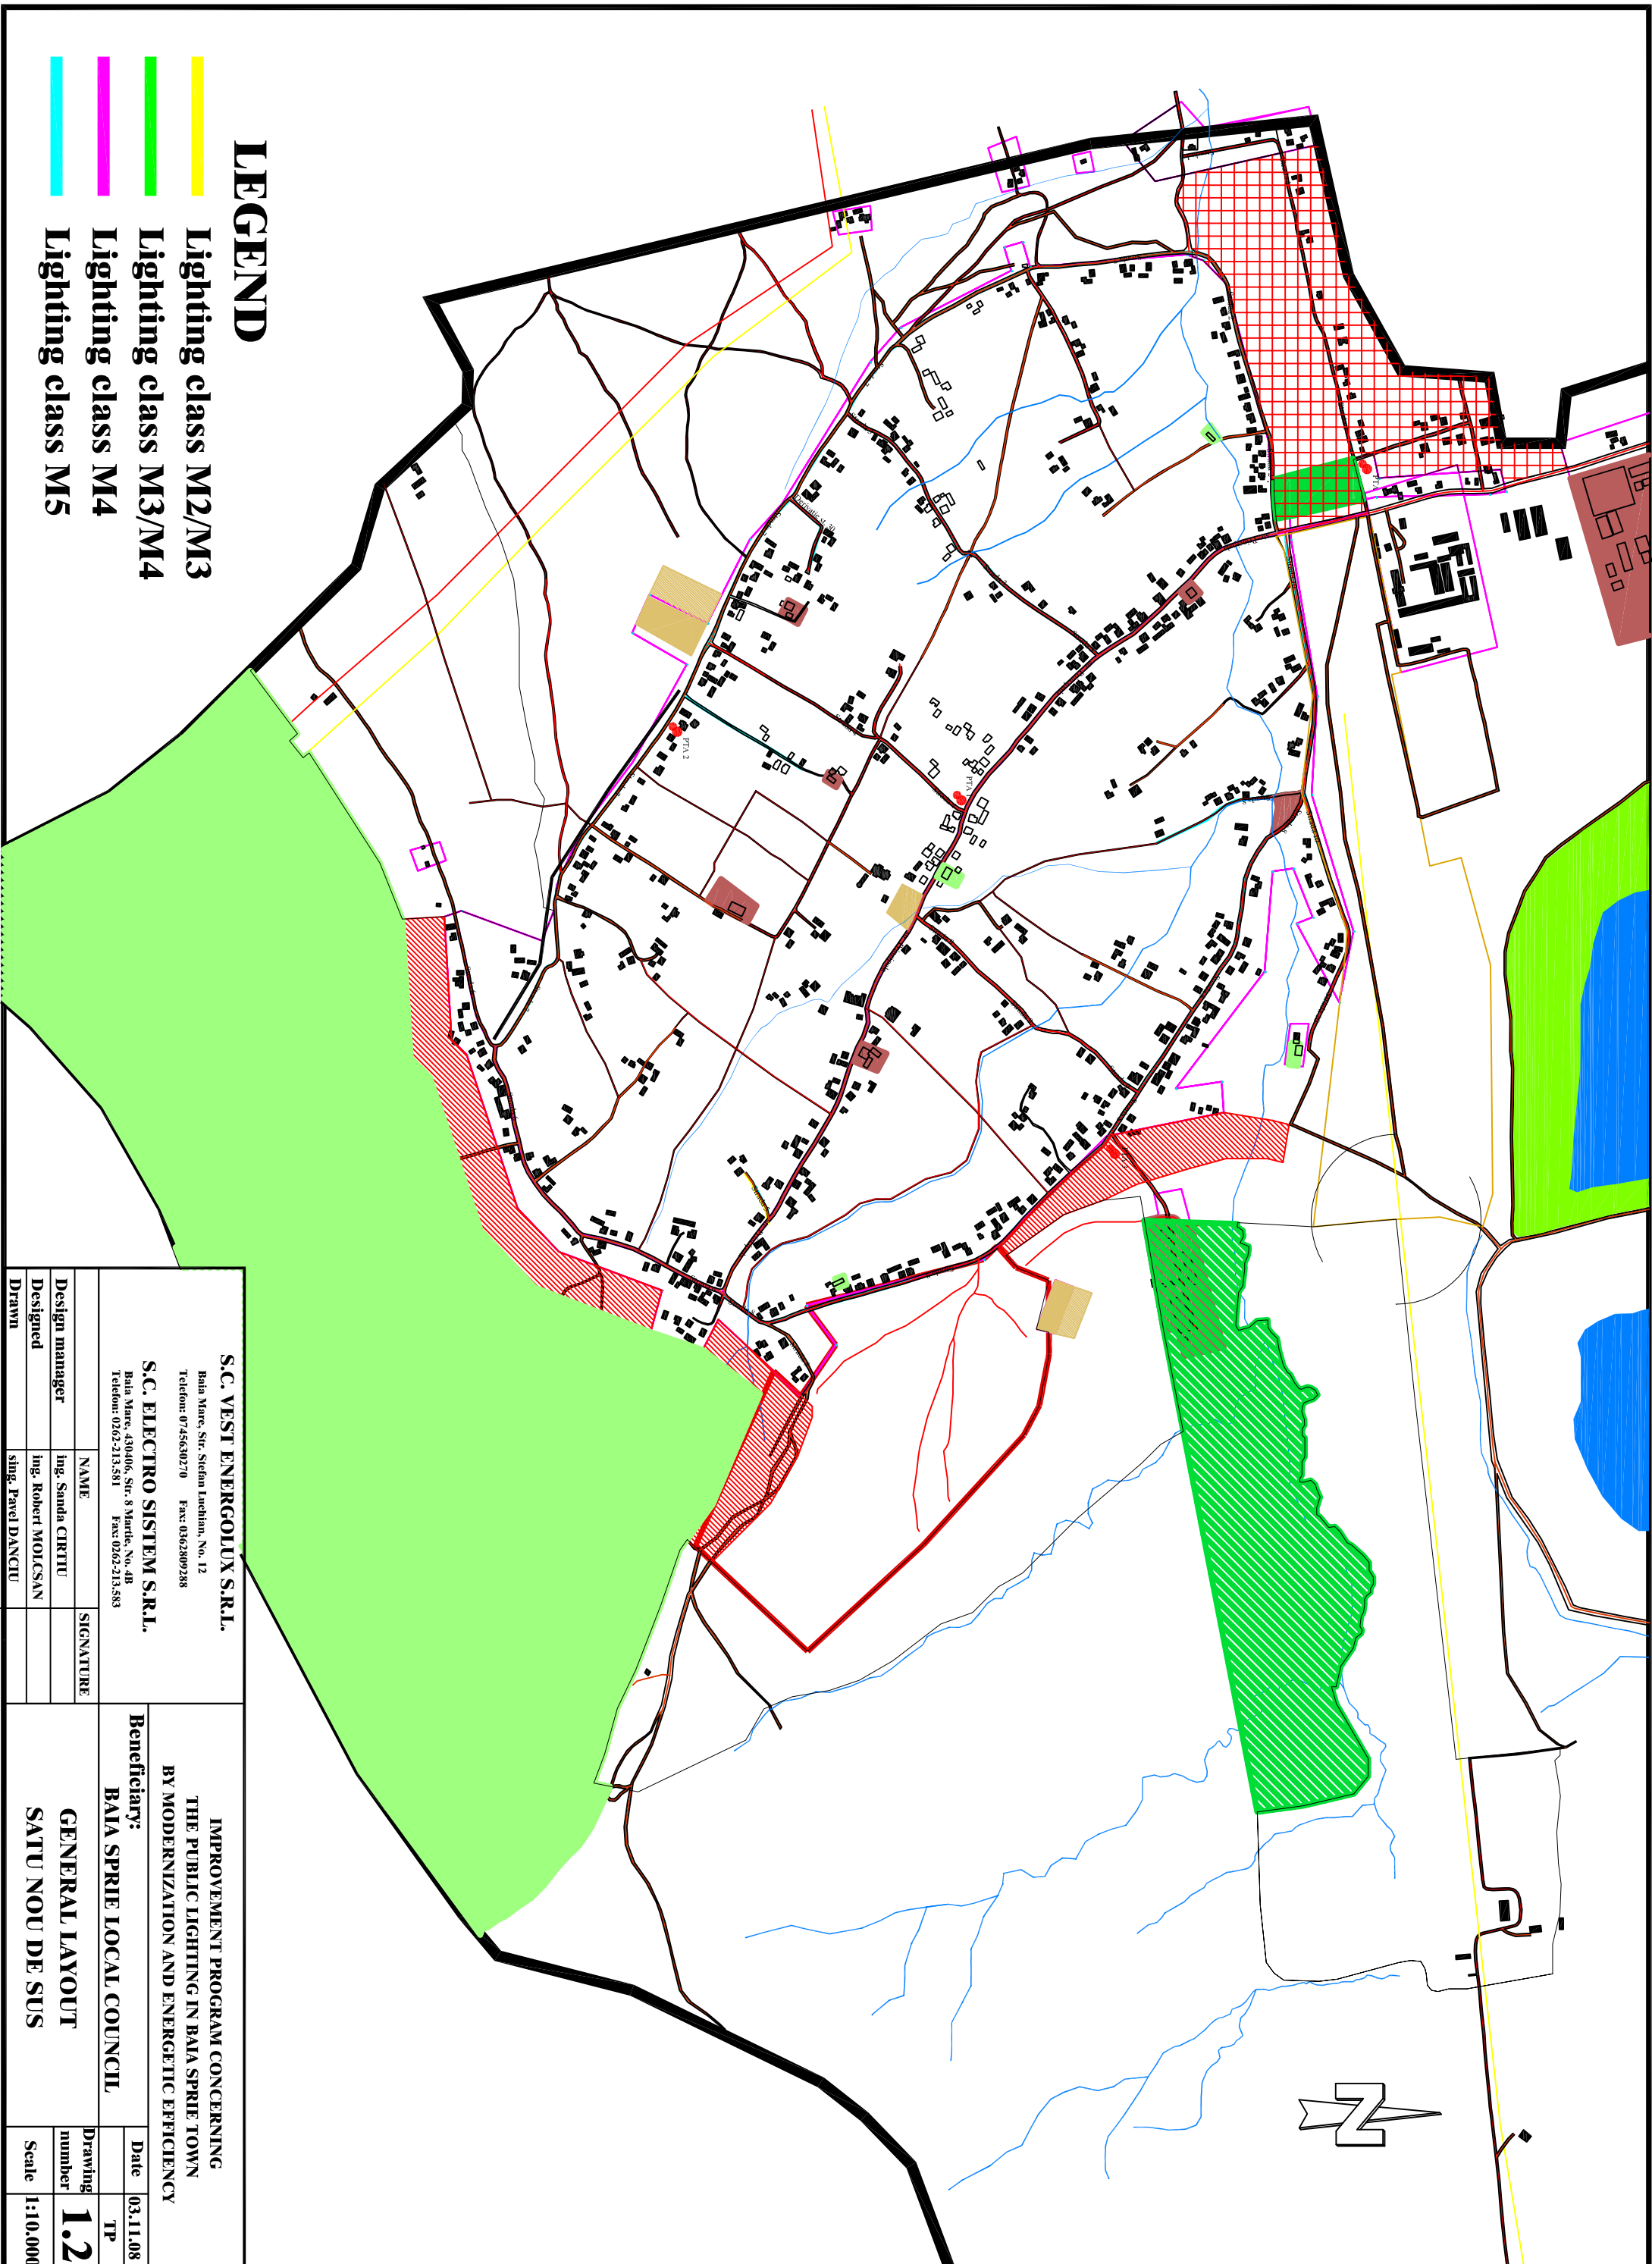 LEGEND
Lighting class M2/M3
Lighting class M3/M4
Lighting class M4
Lighting class M5
PTA
PTA 2
PTA
N
S.C. VEST ENERGOLUX S.R.L.
Baia Mare, Str. Stefan Luchian, No. 12
Telefon: 0745630270 Fax: 0362809288
S.C. ELECTRO SISTEM S.R.L.
Baia Mare, 430406, Str. 8 Martie, No. 4B
Telefon: 0262-213.581 Fax: 0262-213.583
NAME SIGNATURE
Design manager ing. Sanda CIRTIU
Designed ing. Robert MOLCSAN
Drawn sing. Pavel DANCIU
IMPROVEMENT PROGRAM CONCERNING
THE PUBLIC LIGHTING IN BAIA SPRIE TOWN
BY MODERNIZATION AND ENERGETIC EFFICIENCY
Beneficiary:
BAIA SPRIE LOCAL COUNCIL
GENERAL LAYOUT
SATU NOU DE SUS
Date 03.11.08
TP
Drawing
number 1.2
Scale 1:10.000